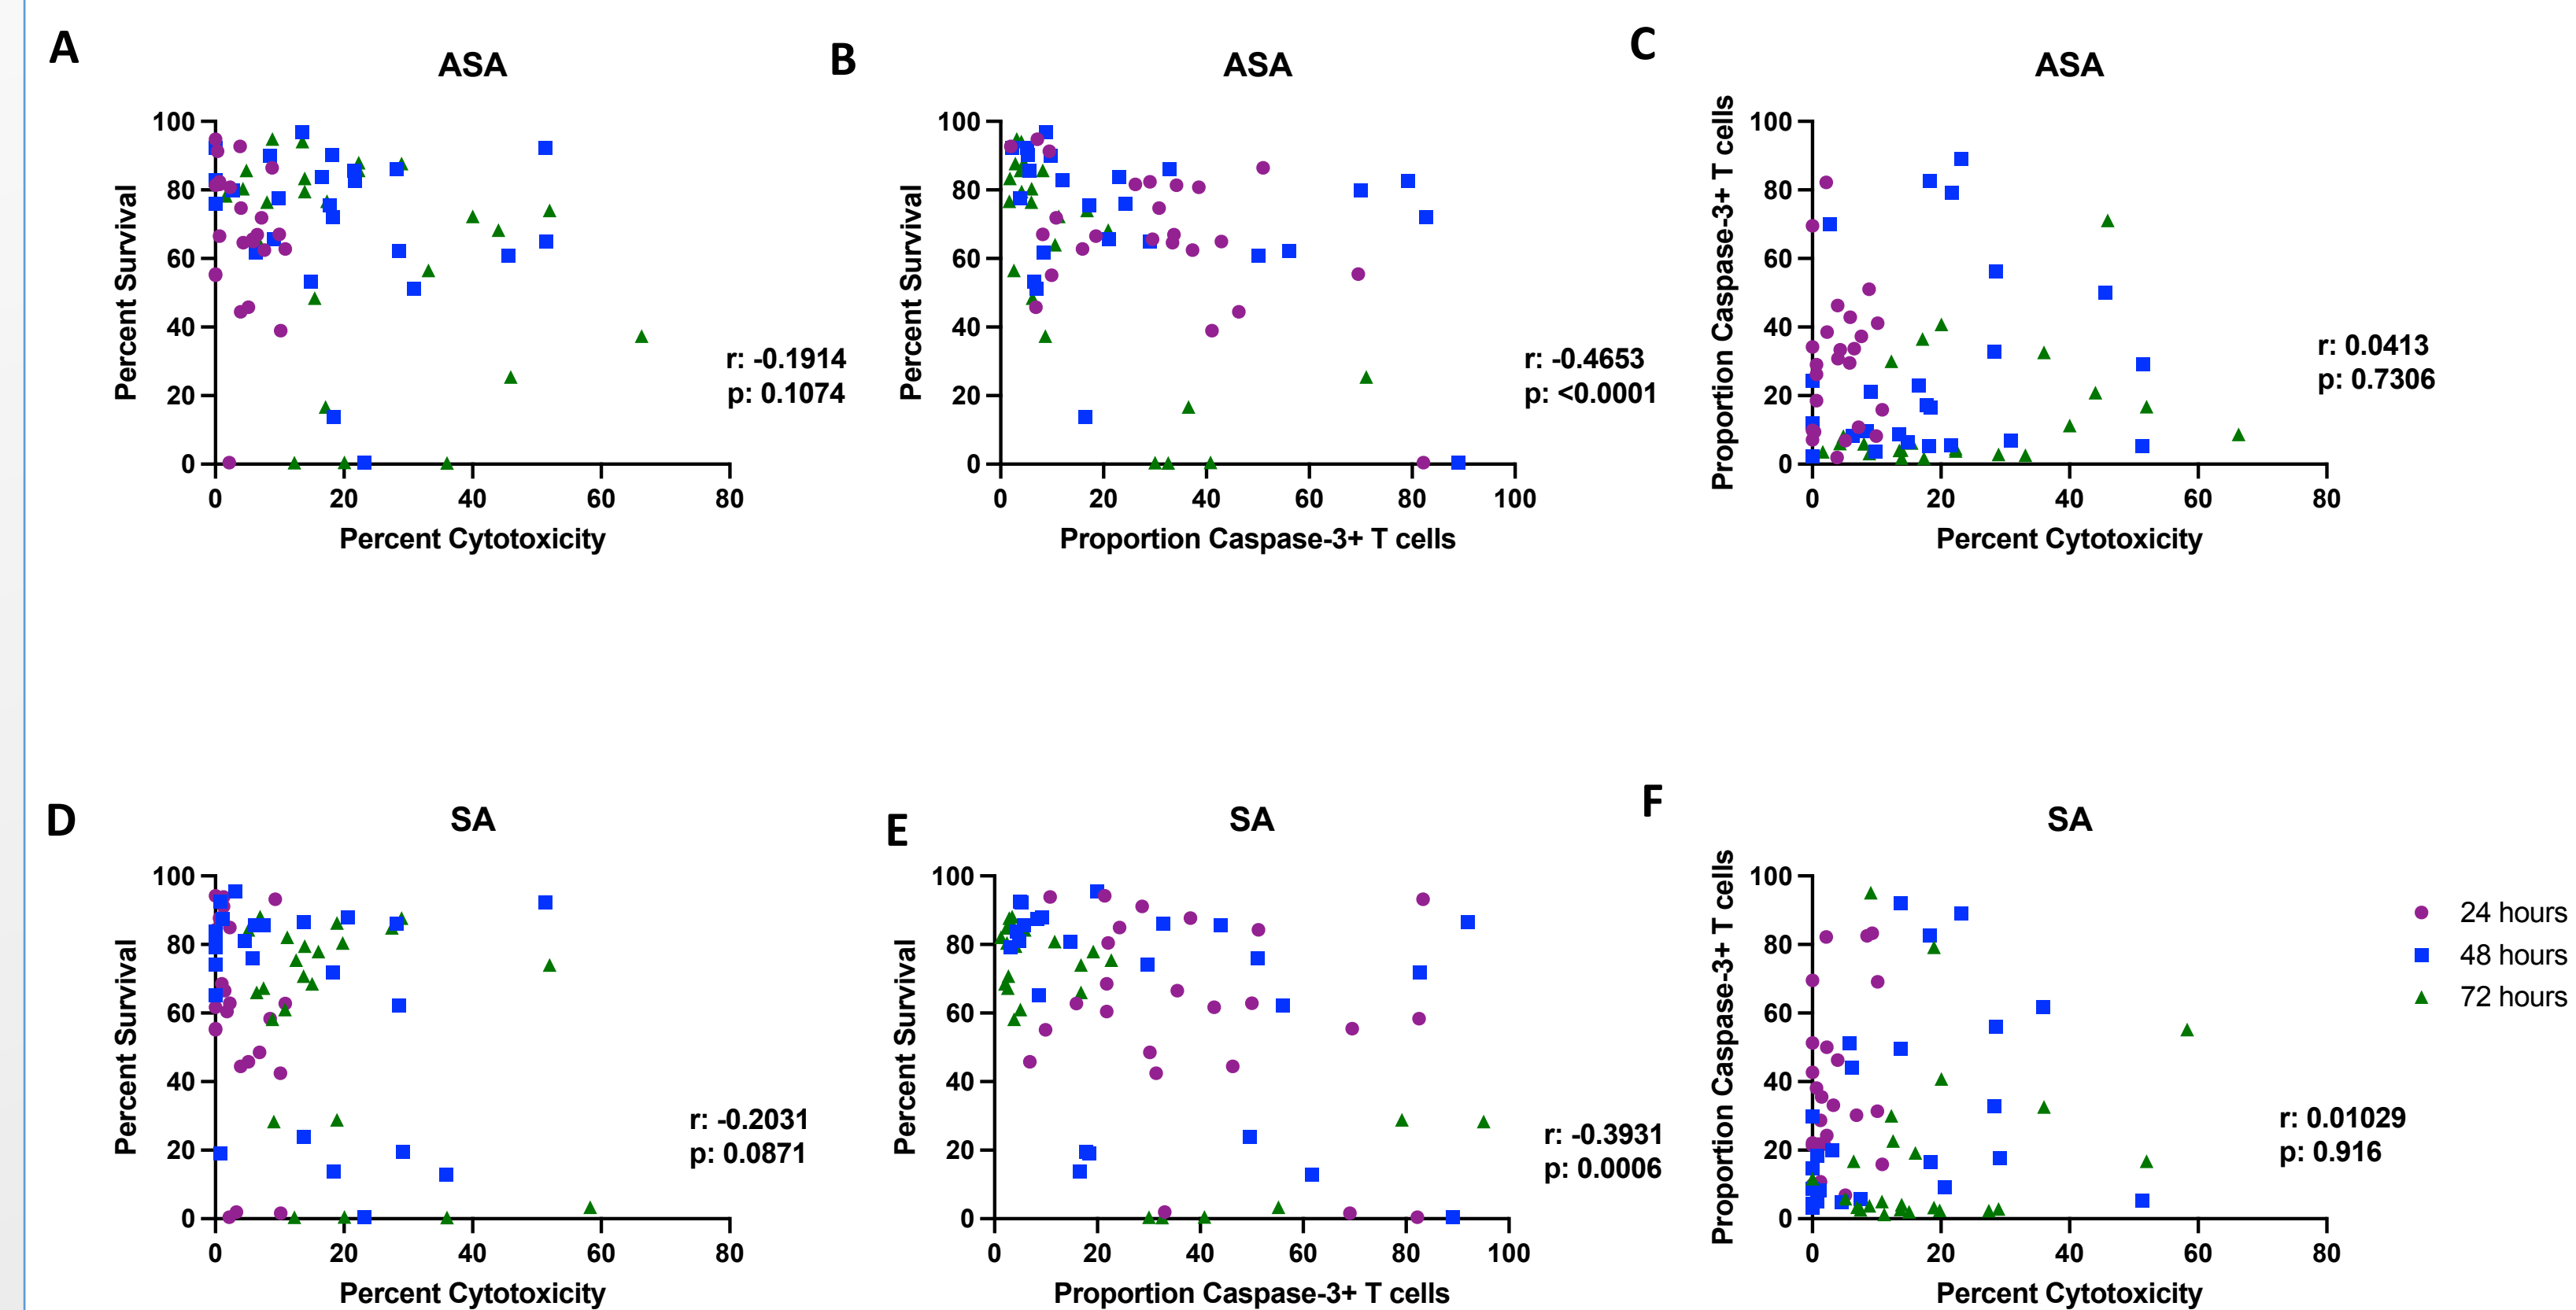 A
ASA
Percent Survival
100
80
60
40
20
0
0 20 40 60 80
Percent Cytotoxicity
r: -0.1914
p: 0.1074
B
ASA
Percent Survival
100
80
60
40
20
0
0 20 40 60 80 100
Proportion Caspase-3+ T cells
r: -0.4653
p: <0.0001
C
ASA
Proportion Caspase-3+ T cells
100
80
60
40
20
0
0 20 40 60 80
Percent Cytotoxicity
r: 0.0413
p: 0.7306
D
SA
Percent Survival
100
80
60
40
20
0
0 20 40 60 80
Percent Cytotoxicity
r: -0.2031
p: 0.0871
E
SA
Percent Survival
100
80
60
40
20
0
0 20 40 60 80 100
Proportion Caspase-3+ T cells
r: -0.3931
p: 0.0006
F
SA
Proportion Caspase-3+ T cells
100
80
60
40
20
0
0 20 40 60 80
Percent Cytotoxicity
r: 0.01029
p: 0.916
24 hours
48 hours
72 hours